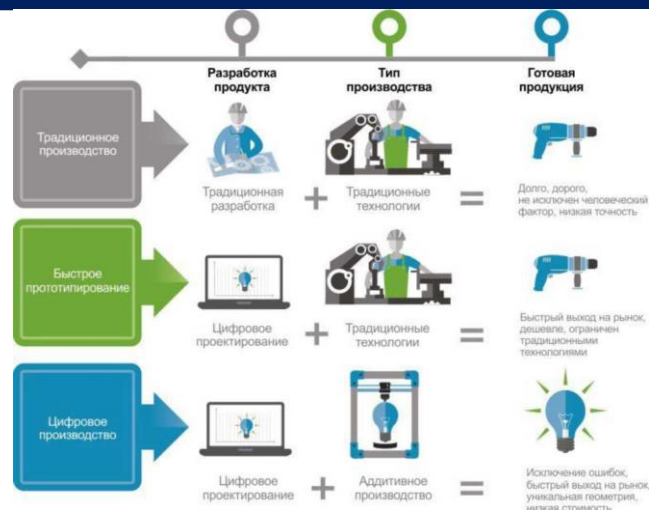 Разработка
продукта
Тип
производства
Готовая
продукция
Традиционное
производство
Традиционная
разработка
+
Традиционные
технологии
=
Долго, дорого,
не исключен человеческий
фактор, низкая точность
Быстрое
прототипирование
Цифровое
проектирование
+
Традиционные
технологии
=
Быстрый выход на рынок,
дешевле, ограничен
традиционными
технологиями
Цифровое
производство
Цифровое
проектирование
+
Аддитивное
производство
=
Исключение ошибок,
быстрый выход на рынок,
уникальная геометрия,
низкая стоимость